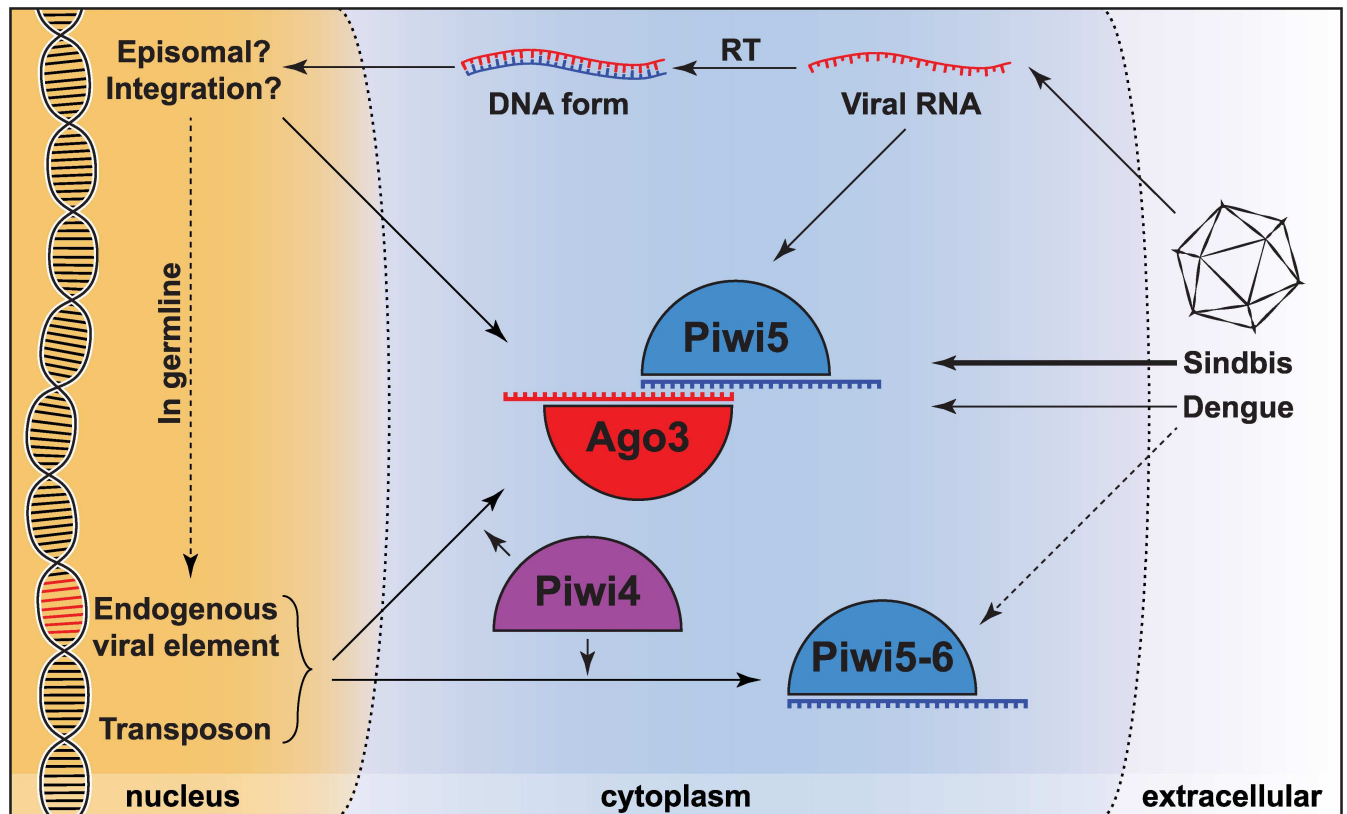 Episomal?
Integration?
DNA form
RT
Viral RNA
In germline
Piwi5
Ago3
Sindbis
Dengue
Piwi4
Piwi5-6
Endogenous
viral element
Transposon
nucleus
cytoplasm
extracellular